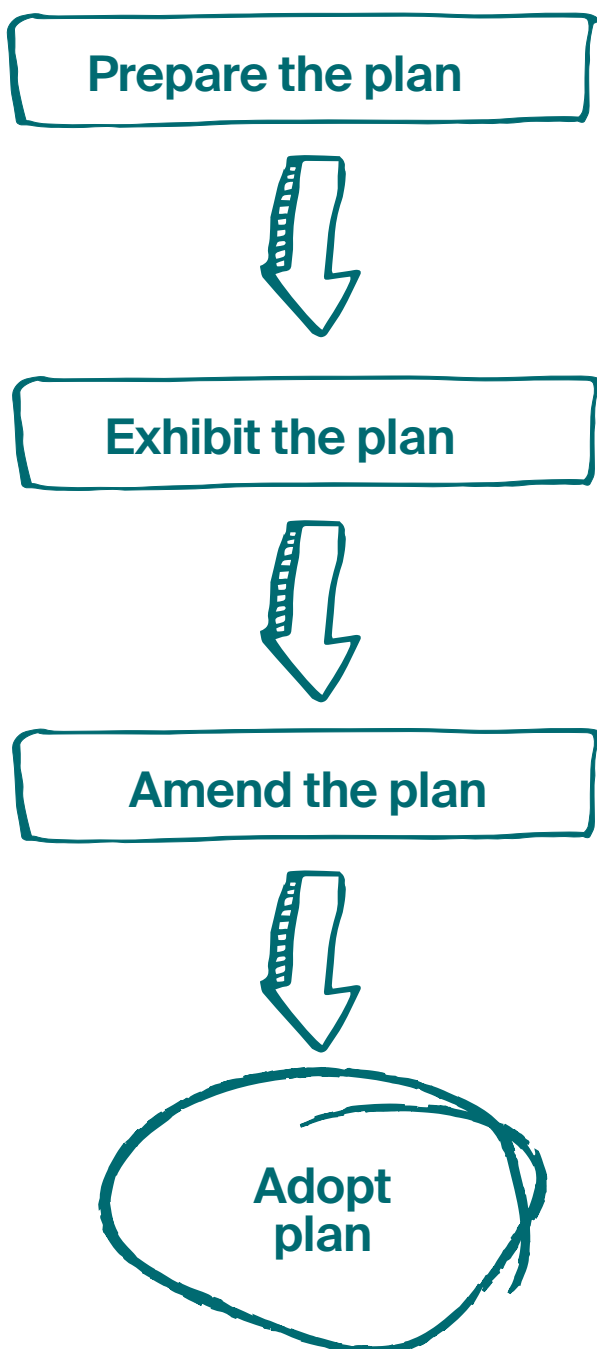 Prepare the plan
Exhibit the plan
Amend the plan
Adopt
plan